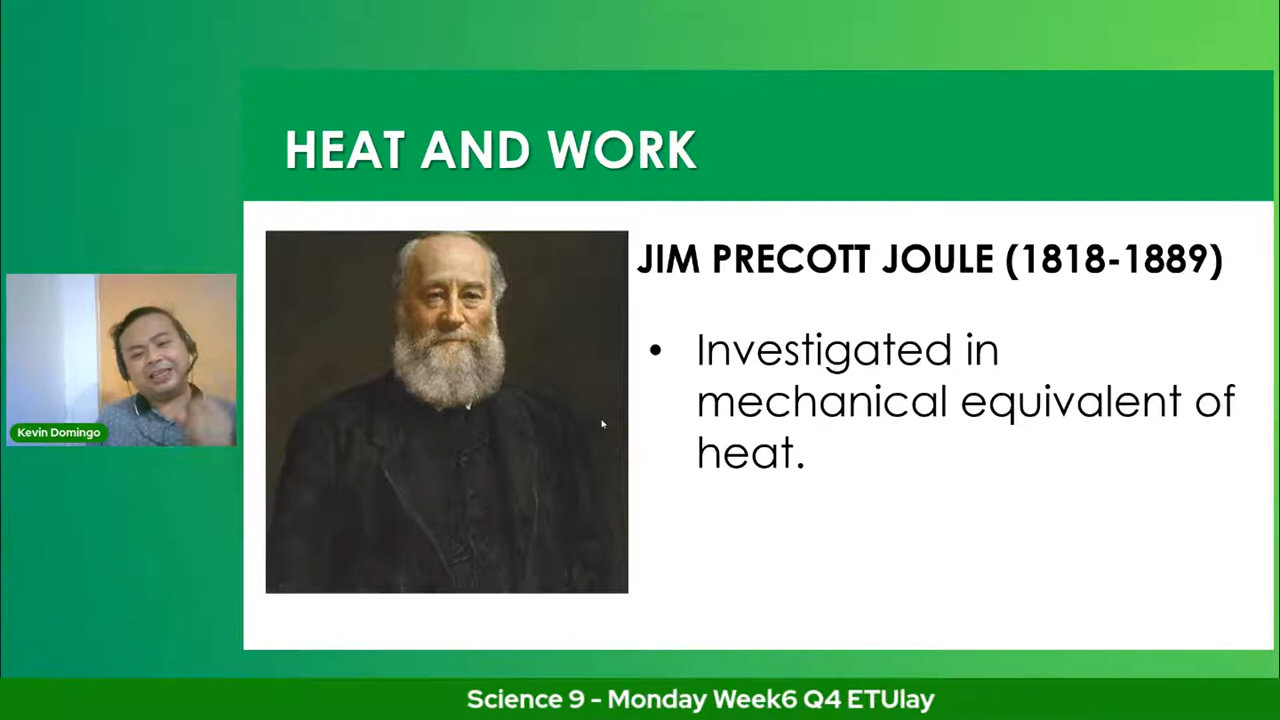 HEAT AND WORK
JIM PRECOTT JOULE (1818-1889)
• Investigated in
mechanical equivalent of
heat.
Kevin Domingo
Science 9 - Monday Week6 Q4 ETUlay